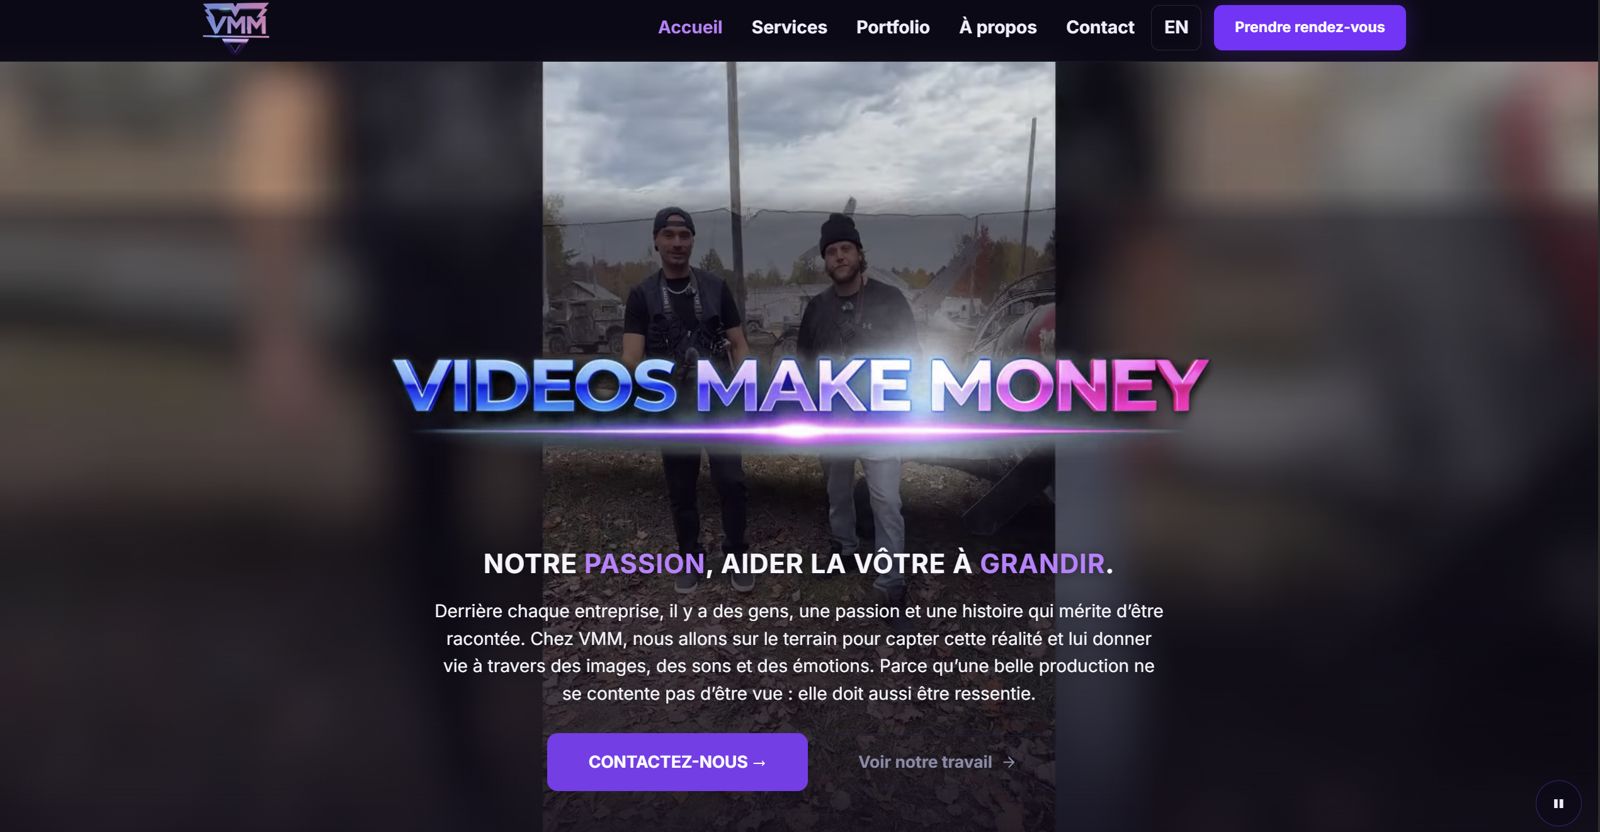 VMM
Accueil
Services
Portfolio
À propos
Contact
EN
Prendre rendez-vous
VIDEOS MAKE MONEY
NOTRE PASSION, AIDER LA VÔTRE À GRANDIR.
Derrière chaque entreprise, il y a des gens, une passion et une histoire qui mérite d’être
racontée. Chez VMM, nous allons sur le terrain pour capter cette réalité et lui donner
vie à travers des images, des sons et des émotions. Parce qu’une belle production ne
se contente pas d’être vue : elle doit aussi être ressentie.
CONTACTEZ-NOUS →
Voir notre travail →